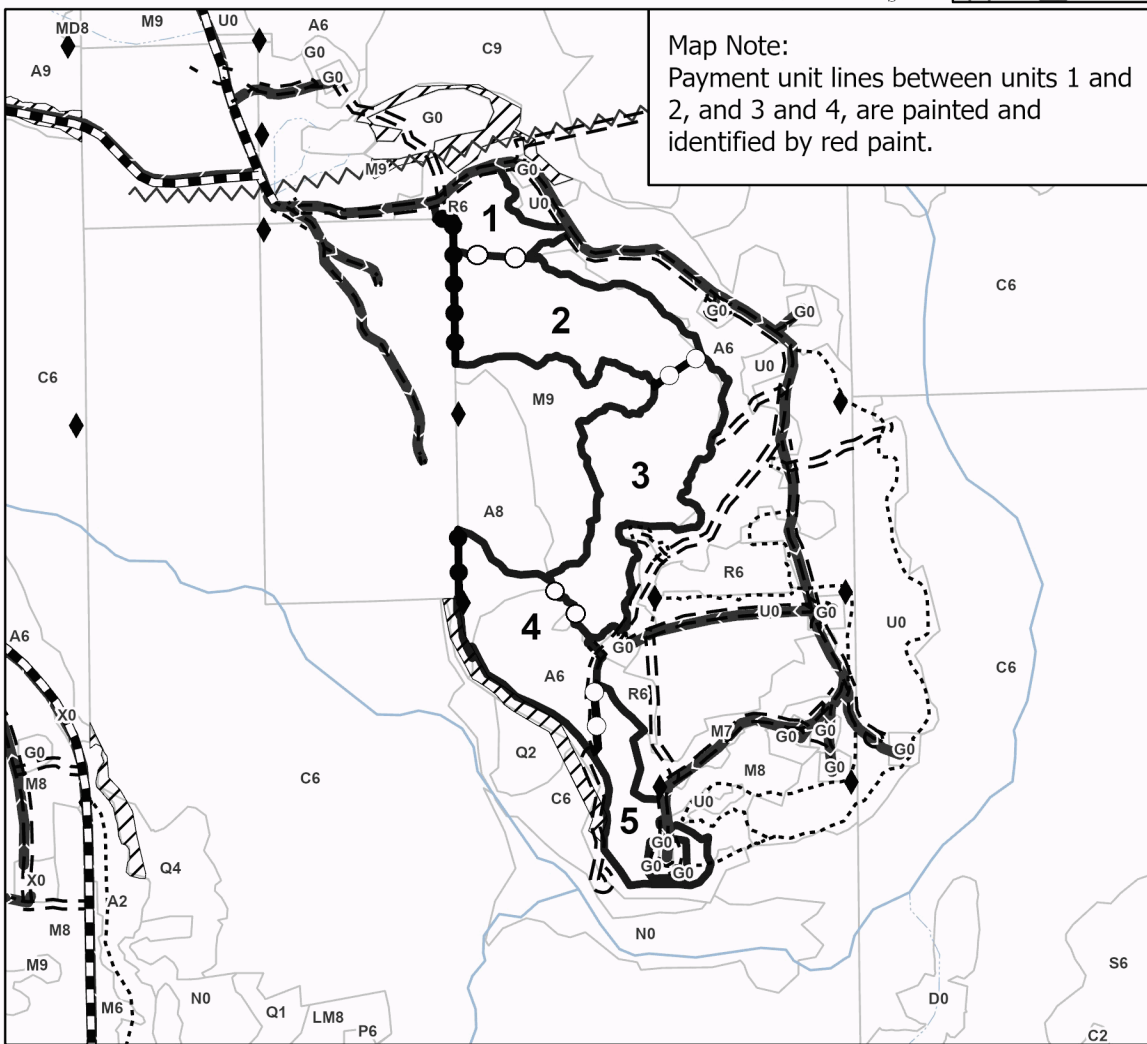 Map Note:
Payment unit lines between units 1 and
2, and 3 and 4, are painted and
identified by red paint.
MD8
M9
U0
A6
G0
C9
A9
G0
G0
M9
G0
R6
1
U0
C6
2
G0
G0
C6
A6
U0
M9
3
A8
R6
A6
4
U0
G0
U0
G0
C6
A6
R6
X0
M7
G0
G0
G0
G0
Q2
G0
M8
C6
M8
C6
U0
5
G0
Q4
G0
G0
X0
A2
M8
N0
M9
S6
N0
D0
M6
Q1
LM8
P6
C2